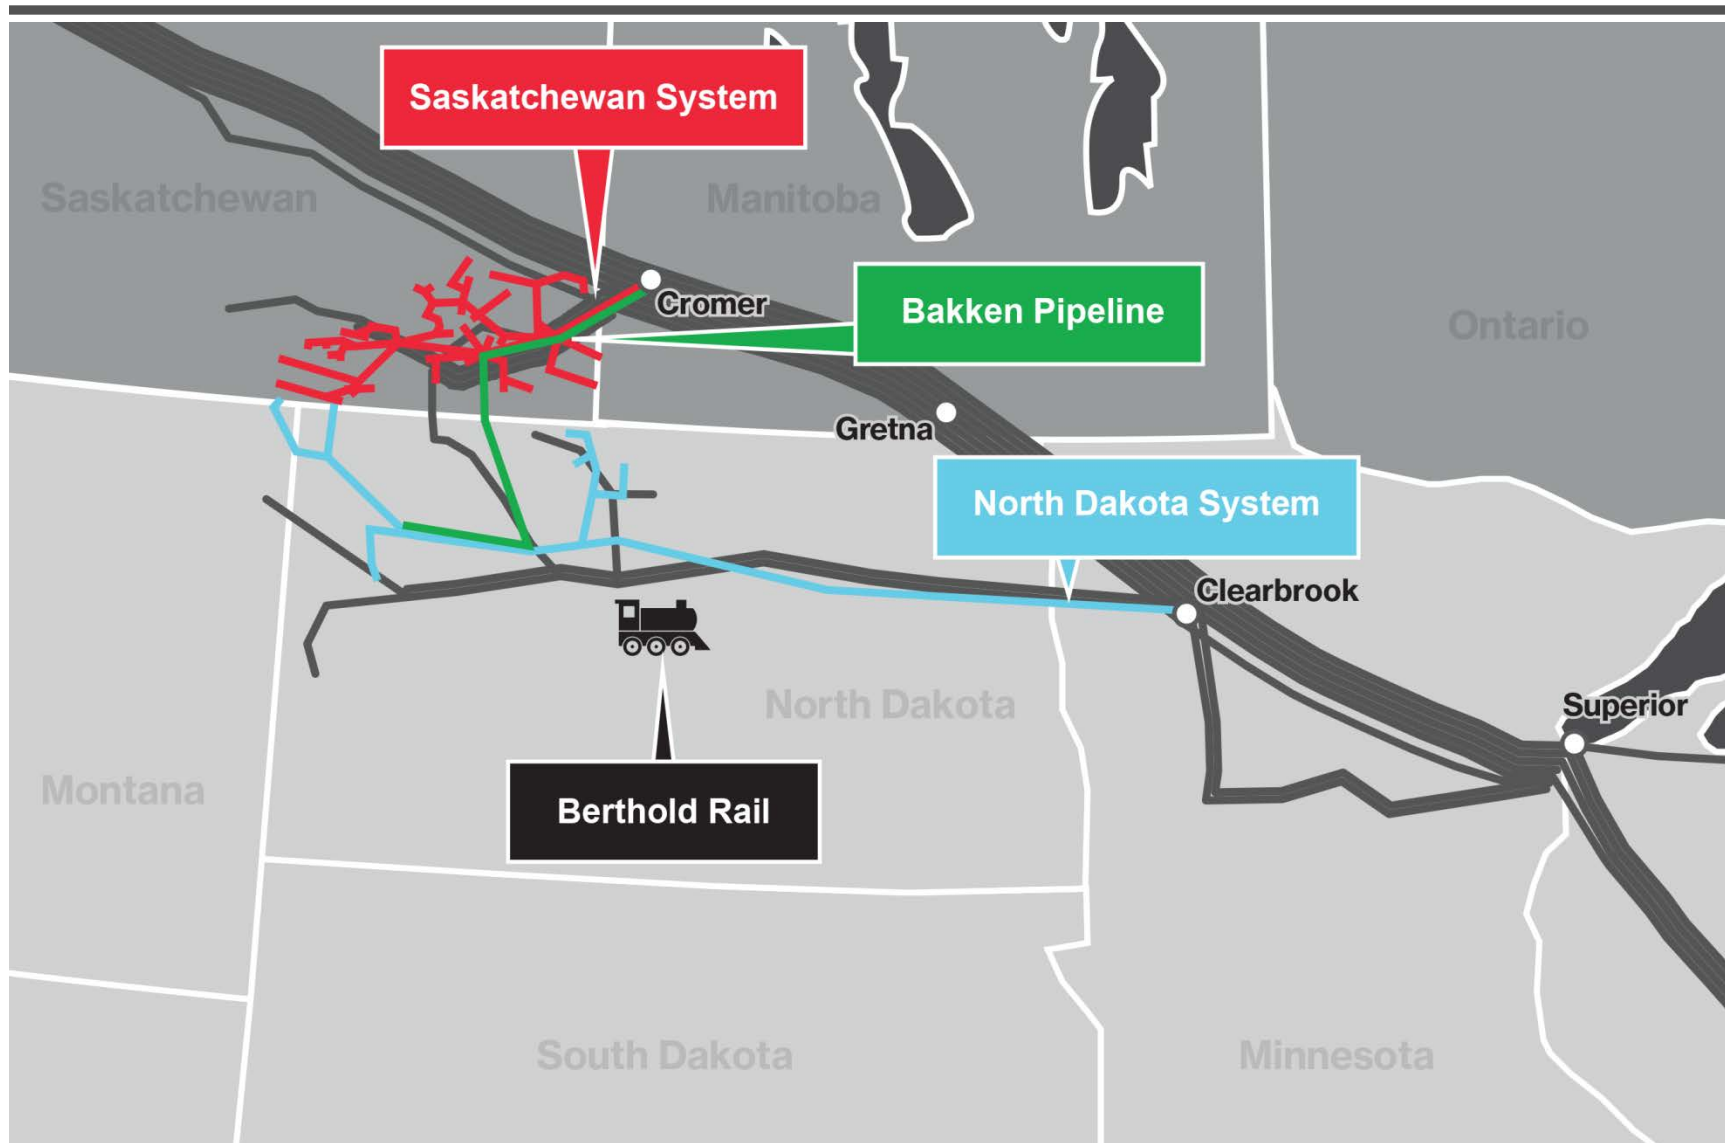 Saskatchewan System
Saskatchewan
Manitoba
Cromer
Bakken Pipeline
Ontario
Gretna
North Dakota System
Clearbrook
North Dakota
Superior
Montana
Berthold Rail
South Dakota
Minnesota